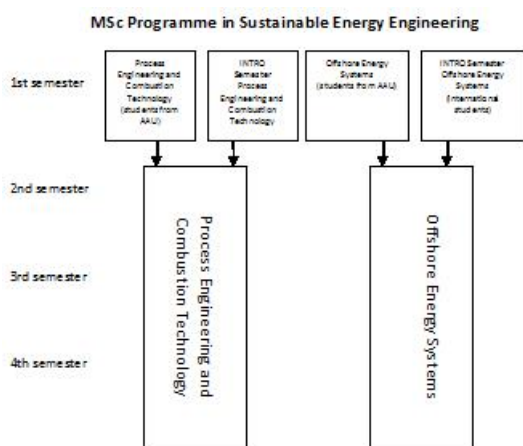 MSc Programme in Sustainable Energy Engineering
1st semester
Process
Engineering and
Combustion
Technology
(students from
AAU)
INTRO
Semester
Process
Engineering and
Combustion
Technology
Offshore Energy
Systems
(students from AAU)
INTRO Semester
Offshore Energy
Systems
(International
students)
2nd semester
3rd semester
4th semester
Process Engineering and
Combustion Technology
Offshore Energy Systems